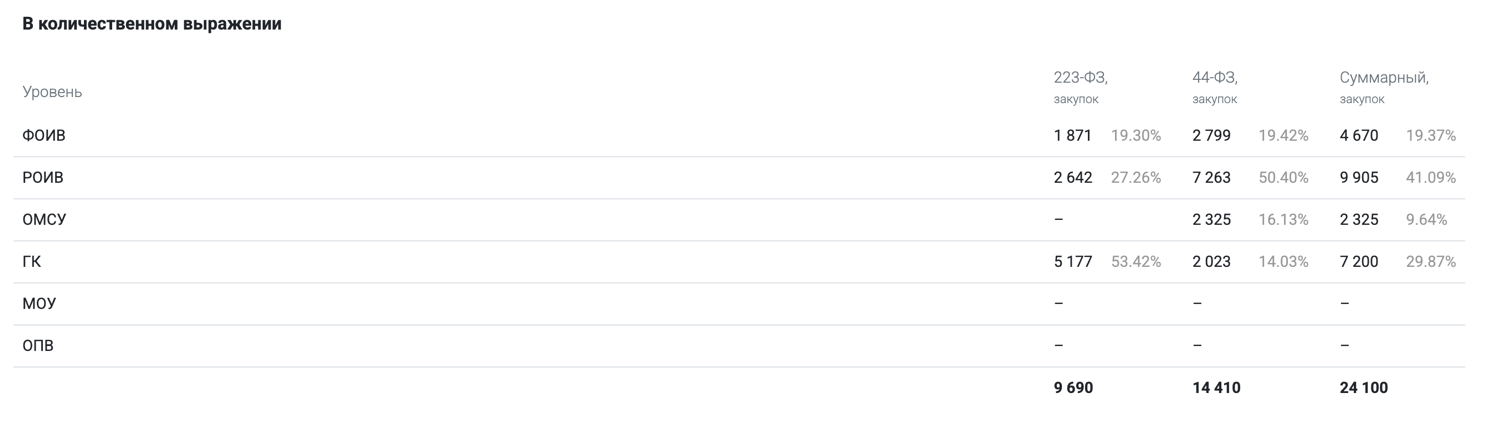 В количественном выражении
Уровень 223-ФЗ, закупок 44-ФЗ, закупок Суммарный, закупок
ФОИВ 1 871 19.30% 2 799 19.42% 4 670 19.37%
РОИВ 2 642 27.26% 7 263 50.40% 9 905 41.09%
ОМСУ – 2 325 16.13% 2 325 9.64%
ГК 5 177 53.42% 2 023 14.03% 7 200 29.87%
МОУ – – –
ОПВ – – –
9 690 14 410 24 100